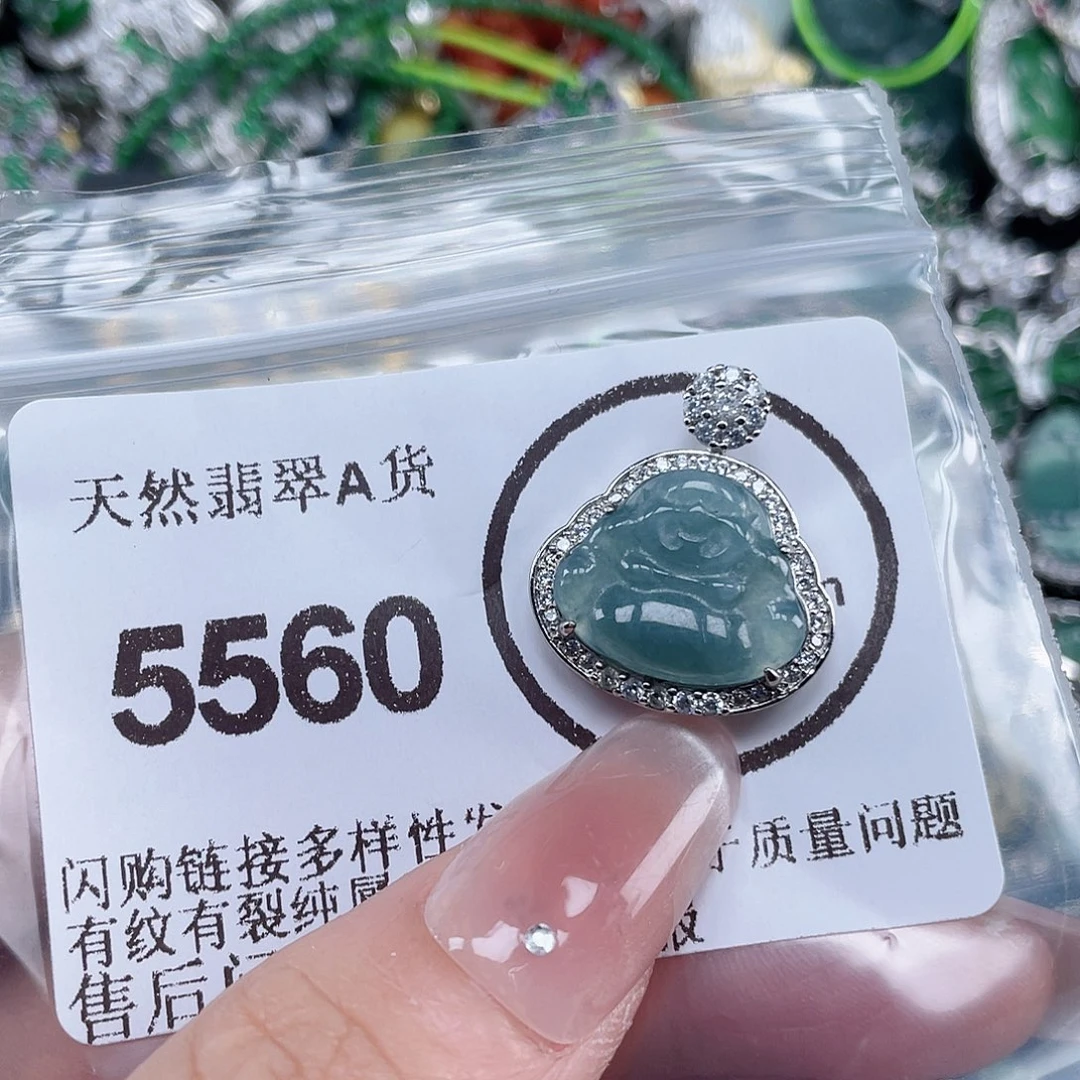 天然翡翠A货
5560
闪购链接多样性 质量问题
有纹有裂纯属
售后